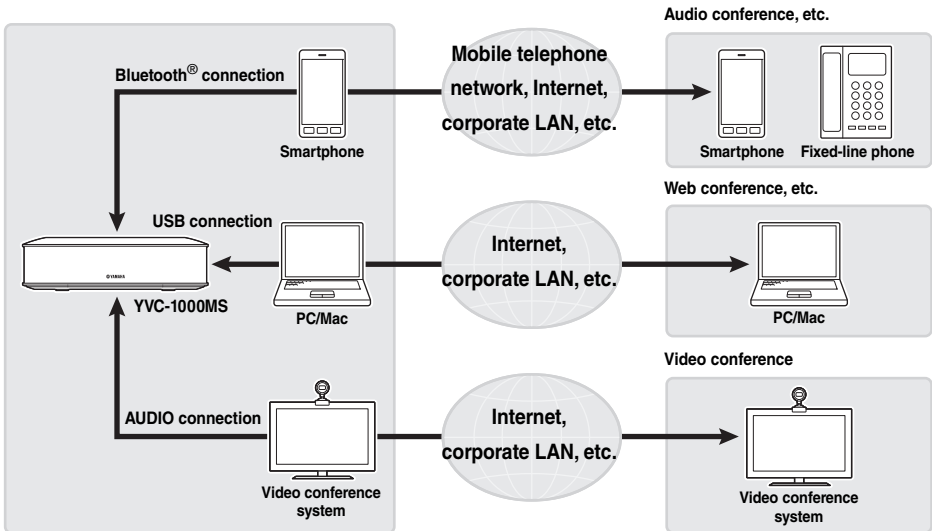 Audio conference, etc.
Bluetooth® connection
Mobile telephone
network, Internet,
corporate LAN, etc.
Smartphone
Smartphone
Fixed-line phone
Web conference, etc.
USB connection
Internet,
corporate LAN, etc.
YAMAHA
YVC-1000MS
PC/Mac
PC/Mac
Video conference
AUDIO connection
Internet,
corporate LAN, etc.
Video conference
system
Video conference
system